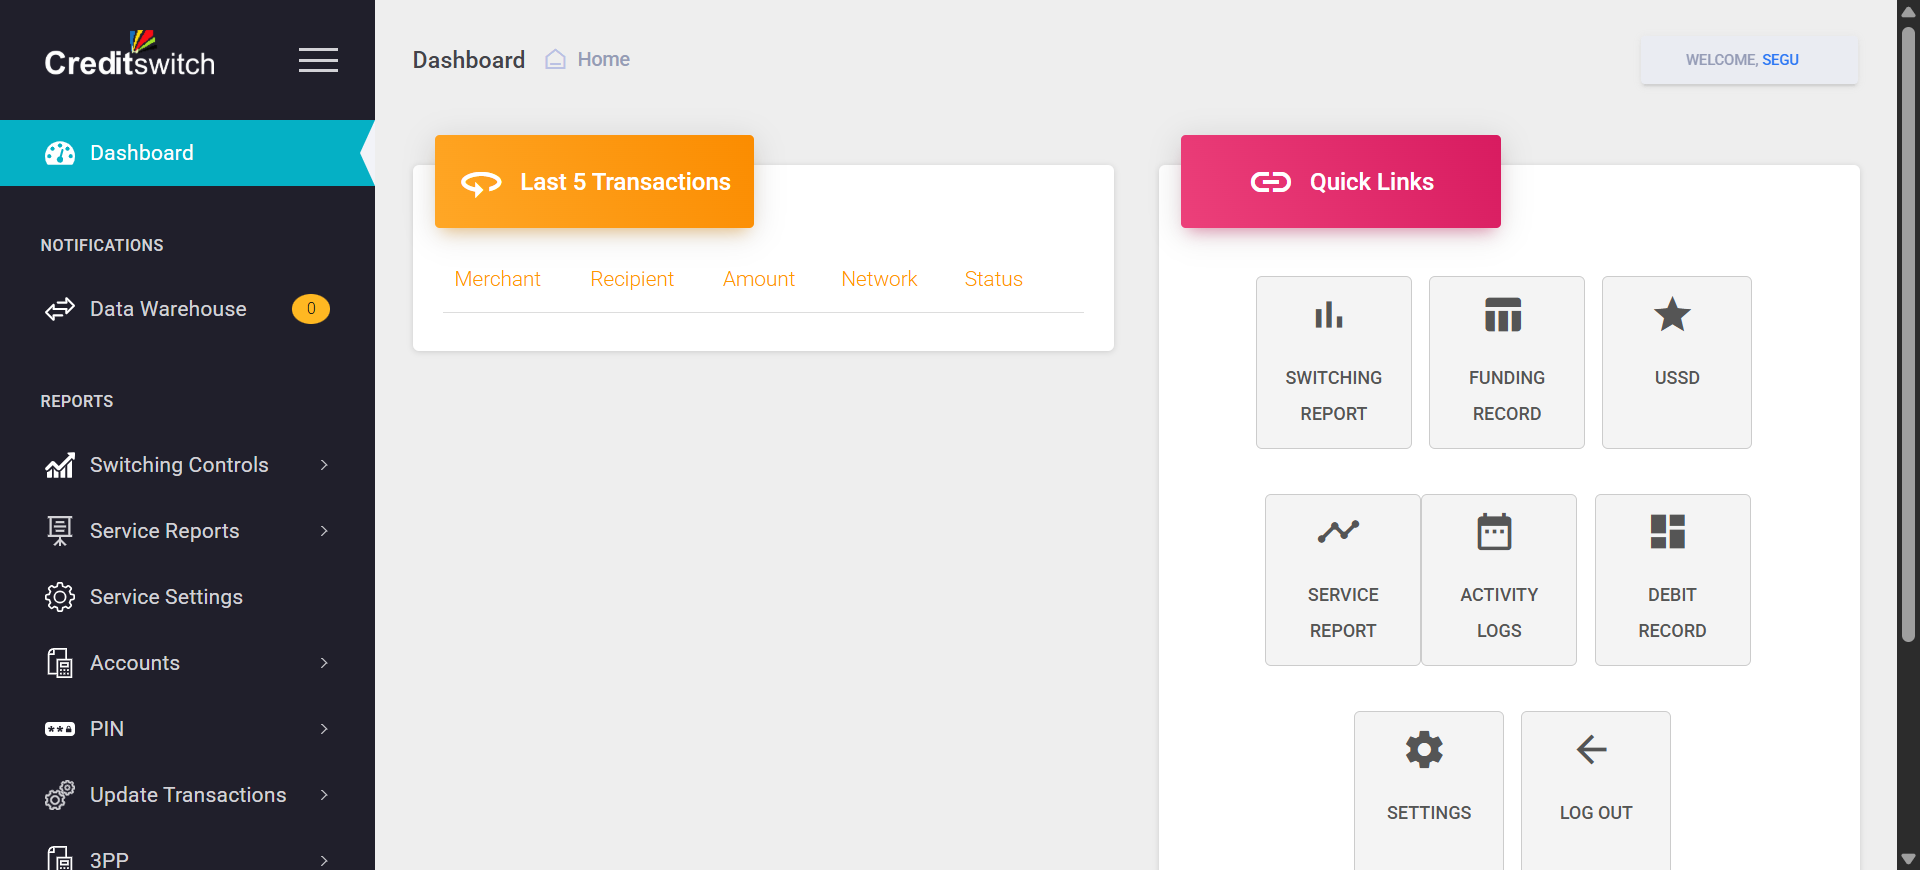 Creditswitch
Dashboard
NOTIFICATIONS
Data Warehouse 0
REPORTS
Switching Controls
Service Reports
Service Settings
Accounts
PIN
Update Transactions
3PP
Dashboard Home
WELCOME, SEGU
Last 5 Transactions
Merchant Recipient Amount Network Status
Quick Links
SWITCHING
REPORT
FUNDING
RECORD
USSD
SERVICE
REPORT
ACTIVITY
LOGS
DEBIT
RECORD
SETTINGS
LOG OUT